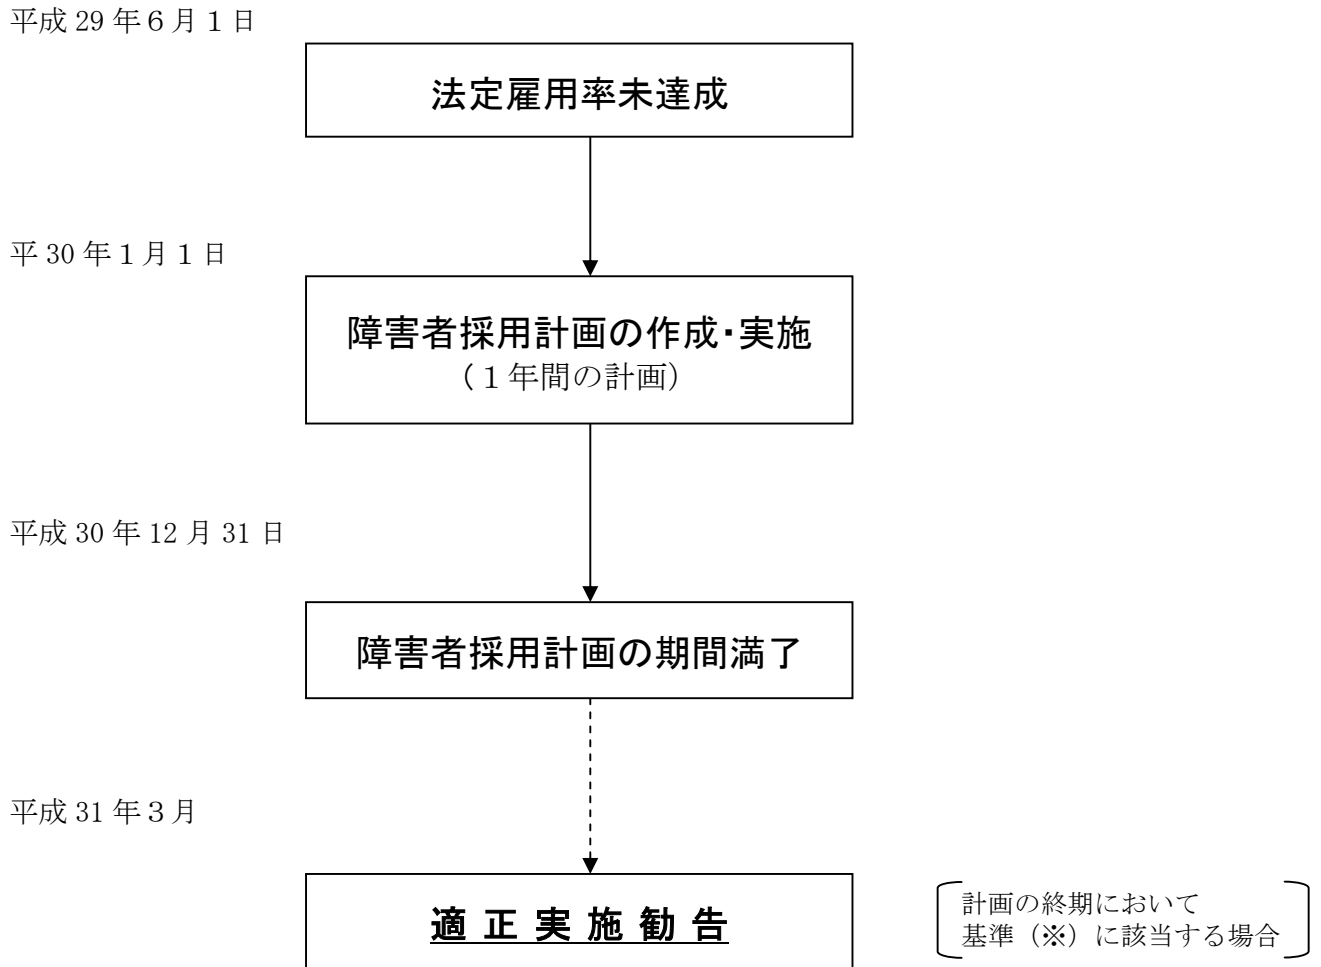 平成 29 年６月１日
法定雇用率未達成
平 30 年１月１日
障害者採用計画の作成・実施
（１年間の計画）
平成 30 年 12 月 31 日
障害者採用計画の期間満了
平成 31 年３月
適 正 実 施 勧 告
計画の終期において
基準（※）に該当する場合